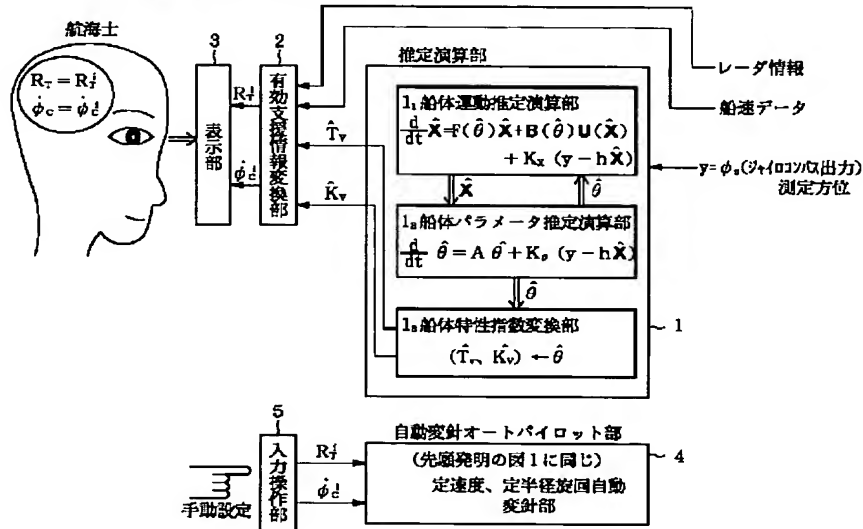 航海士
R_T = R_T^i
φ̇_C = φ̇_C^i
3
表示部
2
有効支援情報変換部
R_T^i
φ̇_C^i
T̂_v
K̂_v
推定演算部
1₁船体運動推定演算部
d/dt X̂=F(θ̂)X̂+B(θ̂)U(X̂)
+ K_X (y−hX̂)
X̂
θ̂
1₂船体パラメータ推定演算部
d/dt θ̂=A θ̂+K_θ (y−hX̂)
θ̂
1₃船体特性指数変換部
(T̂_v、K̂_v) ← θ̂
1
レーダ情報
船速データ
y=φ_s(ジャイロコンパス出力)
測定方位
手動設定
5
入力操作部
R_T^i
φ̇_C^i
自動変針オートパイロット部
4
(先願発明の図1に同じ)
定速度、定半径旋回自動
変針部